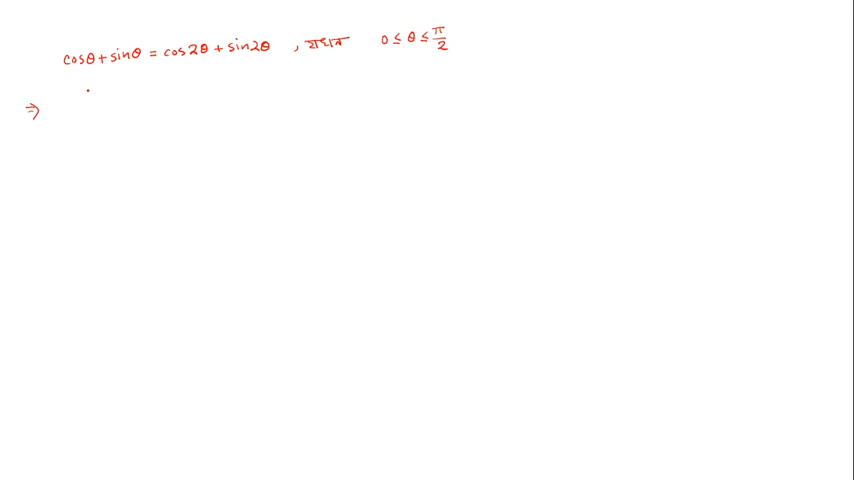 cosθ + sinθ = cos2θ + sin2θ , যখন 0 ≤ θ ≤ π/2
⇒